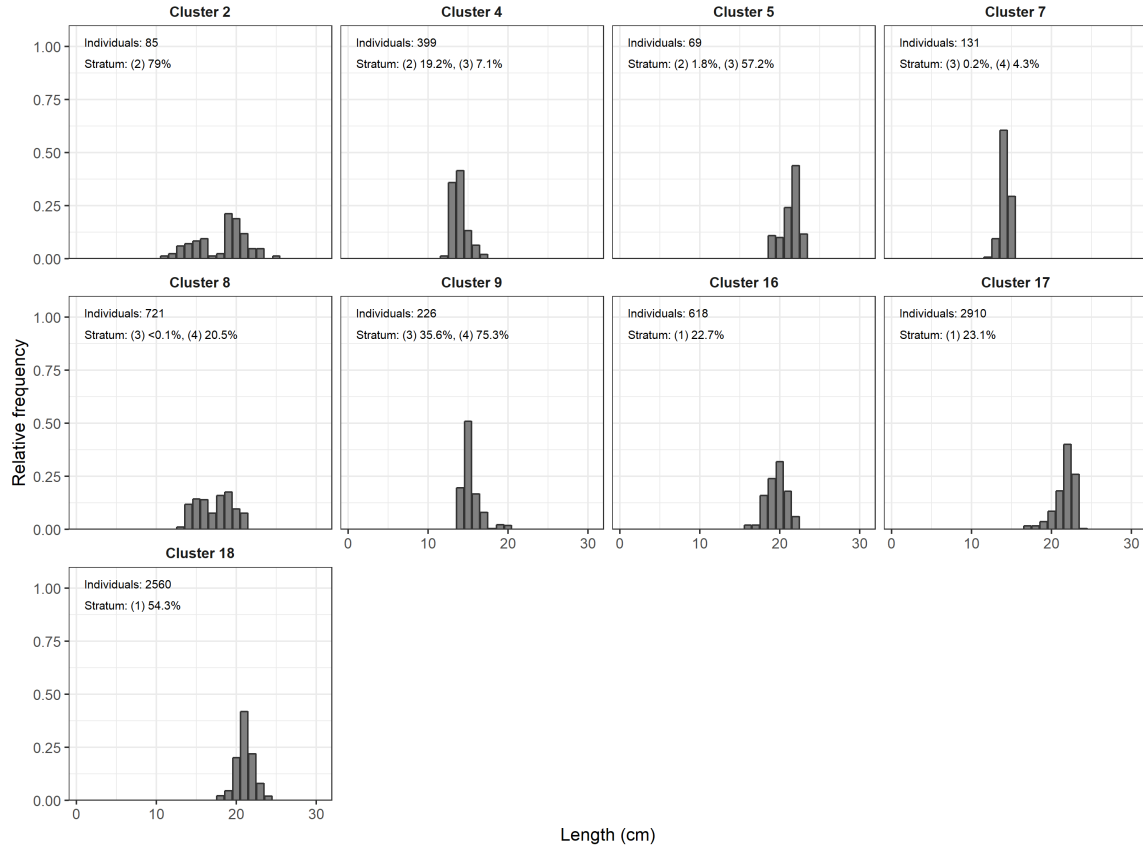 Cluster 2
Cluster 4
Cluster 5
Cluster 7
Individuals: 85
Stratum: (2) 79%
Individuals: 399
Stratum: (2) 19.2%, (3) 7.1%
Individuals: 69
Stratum: (2) 1.8%, (3) 57.2%
Individuals: 131
Stratum: (3) 0.2%, (4) 4.3%
1.00
0.75
0.50
0.25
0.00
Cluster 8
Cluster 9
Cluster 16
Cluster 17
Individuals: 721
Stratum: (3) <0.1%, (4) 20.5%
Individuals: 226
Stratum: (3) 35.6%, (4) 75.3%
Individuals: 618
Stratum: (1) 22.7%
Individuals: 2910
Stratum: (1) 23.1%
1.00
0.75
0.50
0.25
0.00
Relative frequency
0 10 20 30
0 10 20 30
0 10 20 30
Cluster 18
Individuals: 2560
Stratum: (1) 54.3%
1.00
0.75
0.50
0.25
0.00
0 10 20 30
Length (cm)